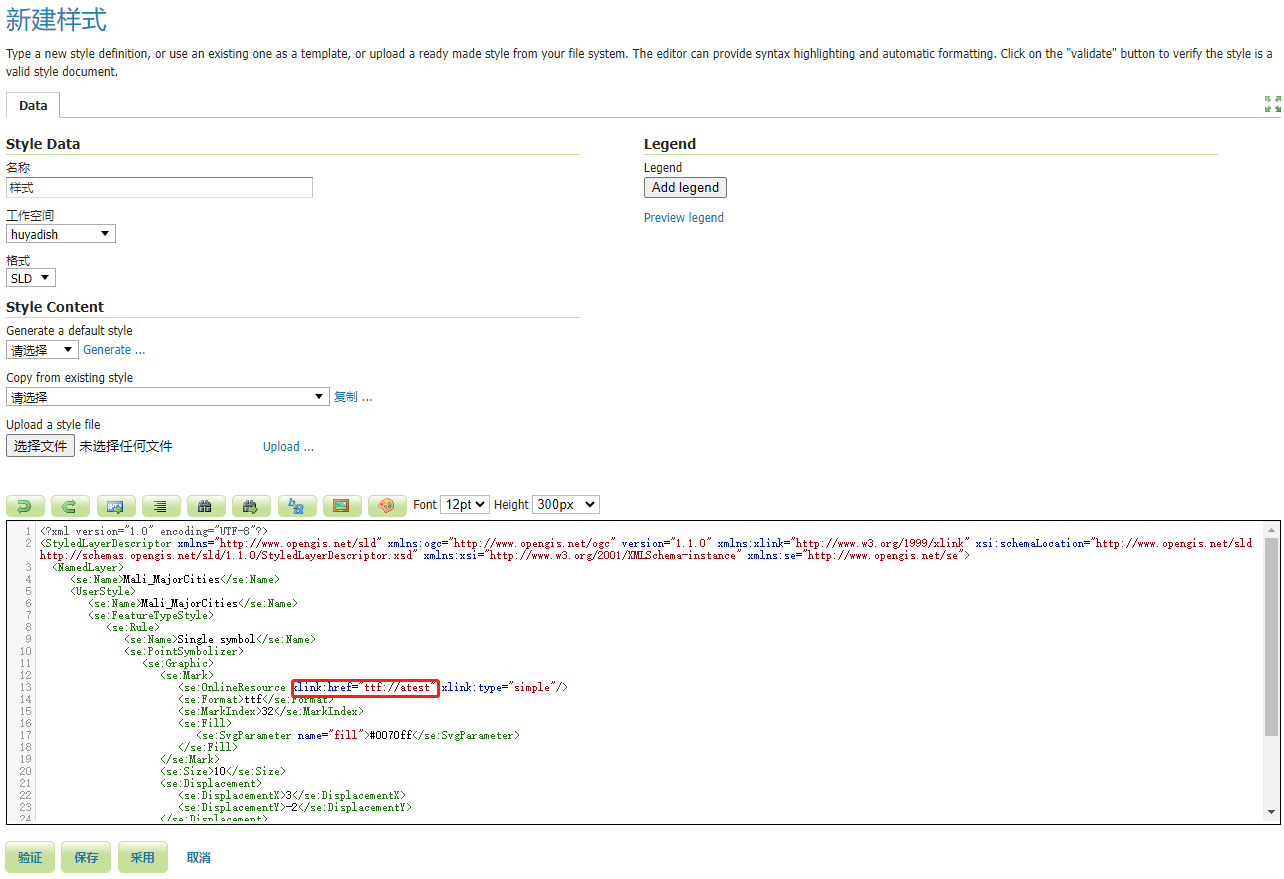 新建样式
Type a new style definition, or use an existing one as a template, or upload a ready made style from your file system. The editor can provide syntax highlighting and automatic formatting. Click on the "validate" button to verify the style is a
valid style document.
Data
Style Data
名称
样式
工作空间
huyadish
格式
SLD
Legend
Legend
Add legend
Preview legend
Style Content
Generate a default style
请选择 Generate ...
Copy from existing style
请选择 复制 ...
Upload a style file
选择文件 未选择任何文件 Upload ...
Font 12pt Height 300px
1 <?xml version="1.0" encoding="UTF-8"?>
2 <StyledLayerDescriptor xmlns="http://www.opengis.net/sld" xmlns:ogc="http://www.opengis.net/ogc" version="1.1.0" xmlns:xlink="http://www.w3.org/1999/xlink" xsi:schemaLocation="http://www.opengis.net/sld
http://schemas.opengis.net/sld/1.1.0/StyledLayerDescriptor.xsd" xmlns:xsi="http://www.w3.org/2001/XMLSchema-instance" xmlns:se="http://www.opengis.net/se">
3 <NamedLayer>
4 <se:Name>Mali_MajorCities</se:Name>
5 <UserStyle>
6 <se:Name>Mali_MajorCities</se:Name>
7 <se:FeatureTypeStyle>
8 <se:Rule>
9 <se:Name>Single symbol</se:Name>
10 <se:PointSymbolizer>
11 <se:Graphic>
12 <se:Mark>
13 <se:OnlineResource xlink:href="ttf://atest" xlink:type="simple"/>
14 <se:Format>ttf</se:Format>
15 <se:MarkIndex>32</se:MarkIndex>
16 <se:Fill>
17 <se:SvgParameter name="fill">#0070ff</se:SvgParameter>
18 </se:Fill>
19 </se:Mark>
20 <se:Size>10</se:Size>
21 <se:Displacement>
22 <se:DisplacementX>3</se:DisplacementX>
23 <se:DisplacementY>-2</se:DisplacementY>
24 </se:Displacement>
验证 保存 采用 取消